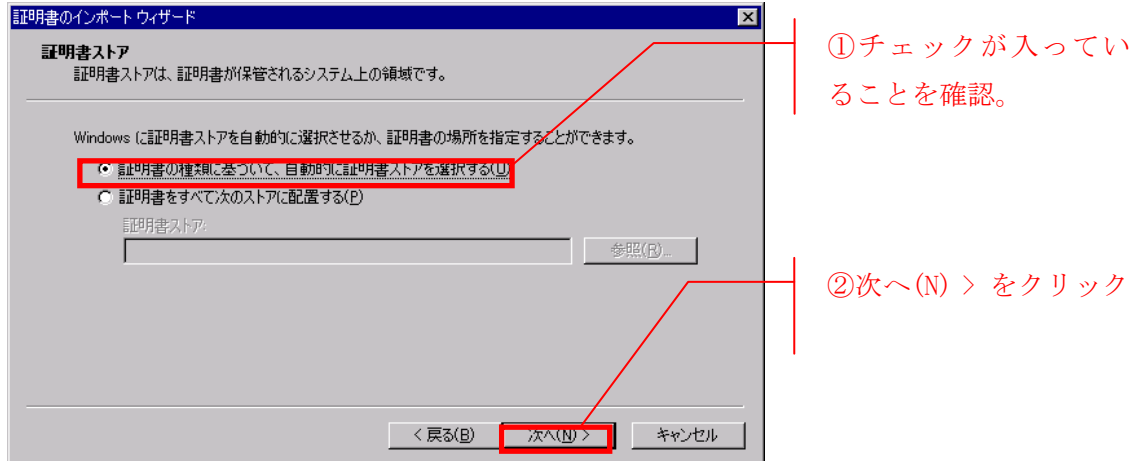 証明書のインポート ウィザード
証明書ストア
証明書ストアは、証明書が保管されるシステム上の領域です。
Windows に証明書ストアを自動的に選択させるか、証明書の場所を指定することができます。
証明書の種類に基づいて、自動的に証明書ストアを選択する(U)
証明書をすべて次のストアに配置する(P)
証明書ストア:
参照(R)...
< 戻る(B)
次へ(N) >
キャンセル
①チェックが入ってい
ることを確認。
②次へ(N) > をクリック